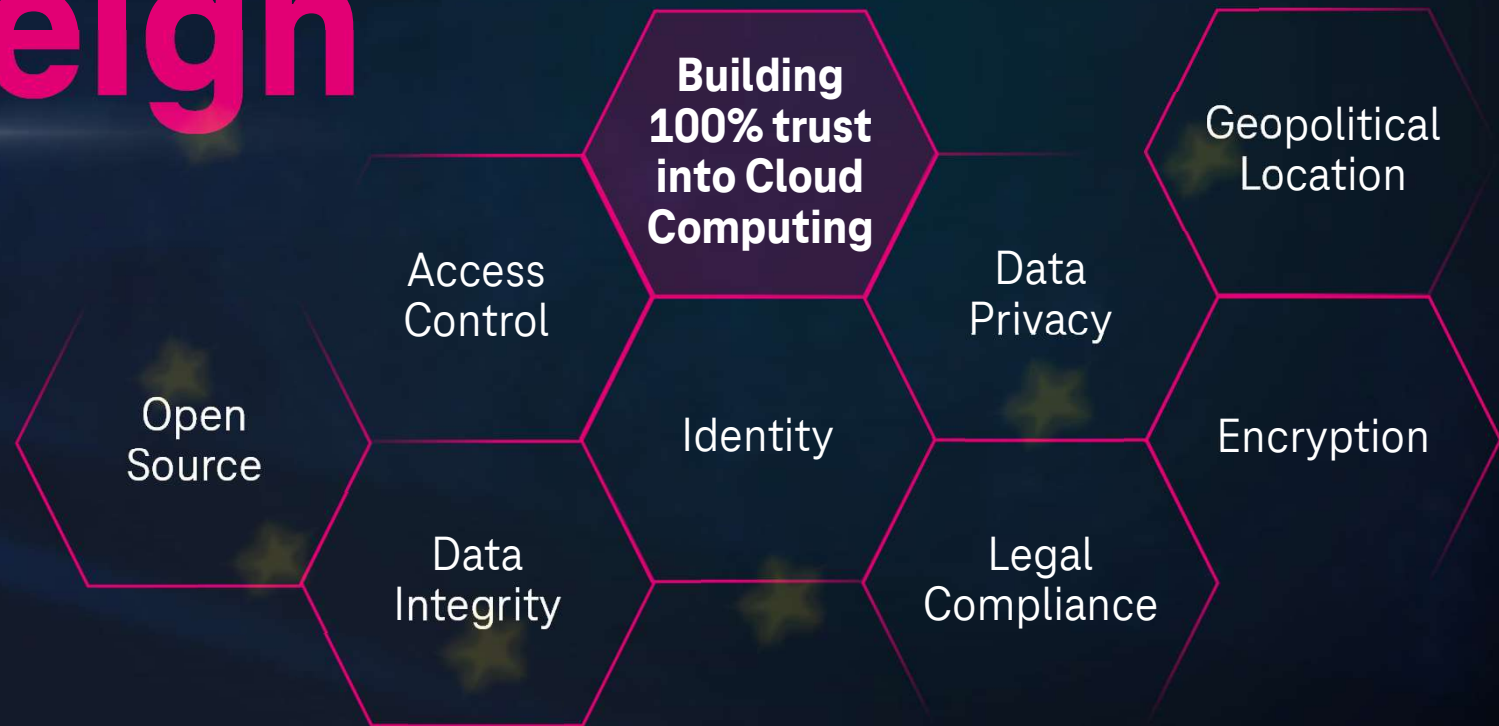 eign
Building
100% trust
into Cloud
Computing
Geopolitical
Location
Access
Control
Data
Privacy
Open
Source
Identity
Encryption
Data
Integrity
Legal
Compliance